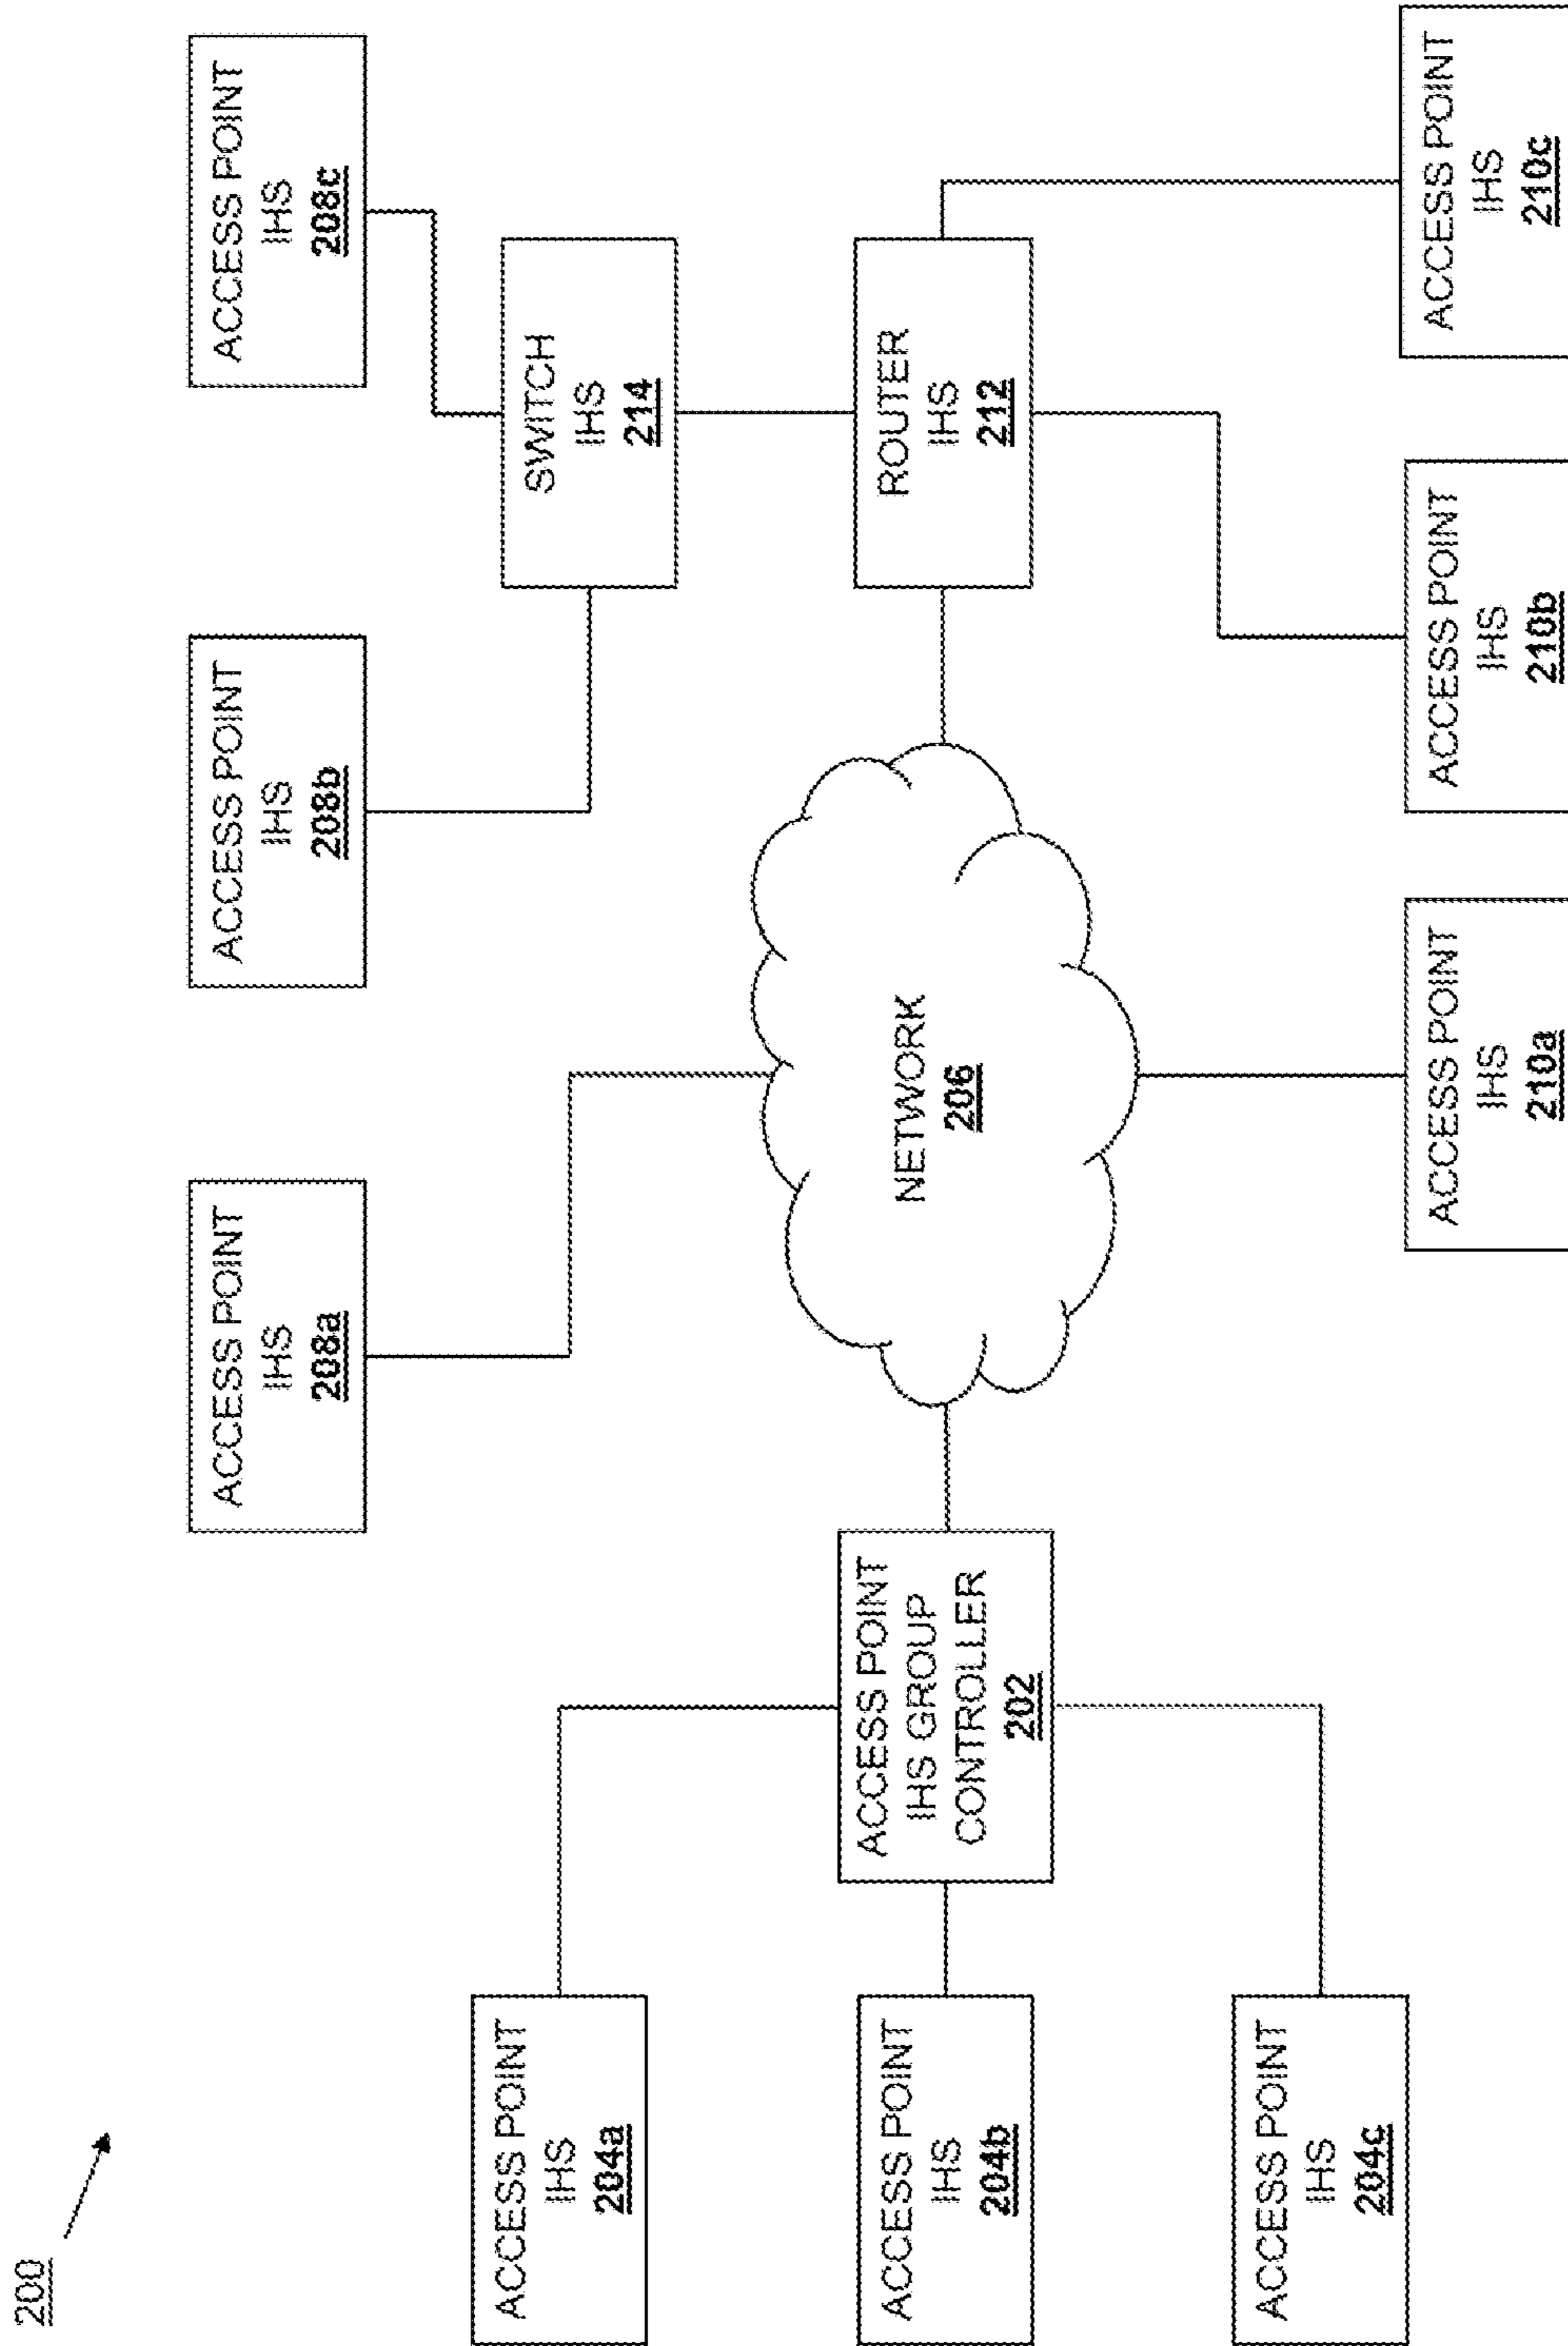 200
ACCESS POINT
IHS
208a
ACCESS POINT
IHS
208b
ACCESS POINT
IHS
208c
ACCESS POINT
IHS
204a
SWITCH
IHS
214
ACCESS POINT
IHS
204b
ACCESS POINT
IHS GROUP
CONTROLLER
202
NETWORK
206
ROUTER
IHS
212
ACCESS POINT
IHS
204c
ACCESS POINT
IHS
210a
ACCESS POINT
IHS
210b
ACCESS POINT
IHS
210c